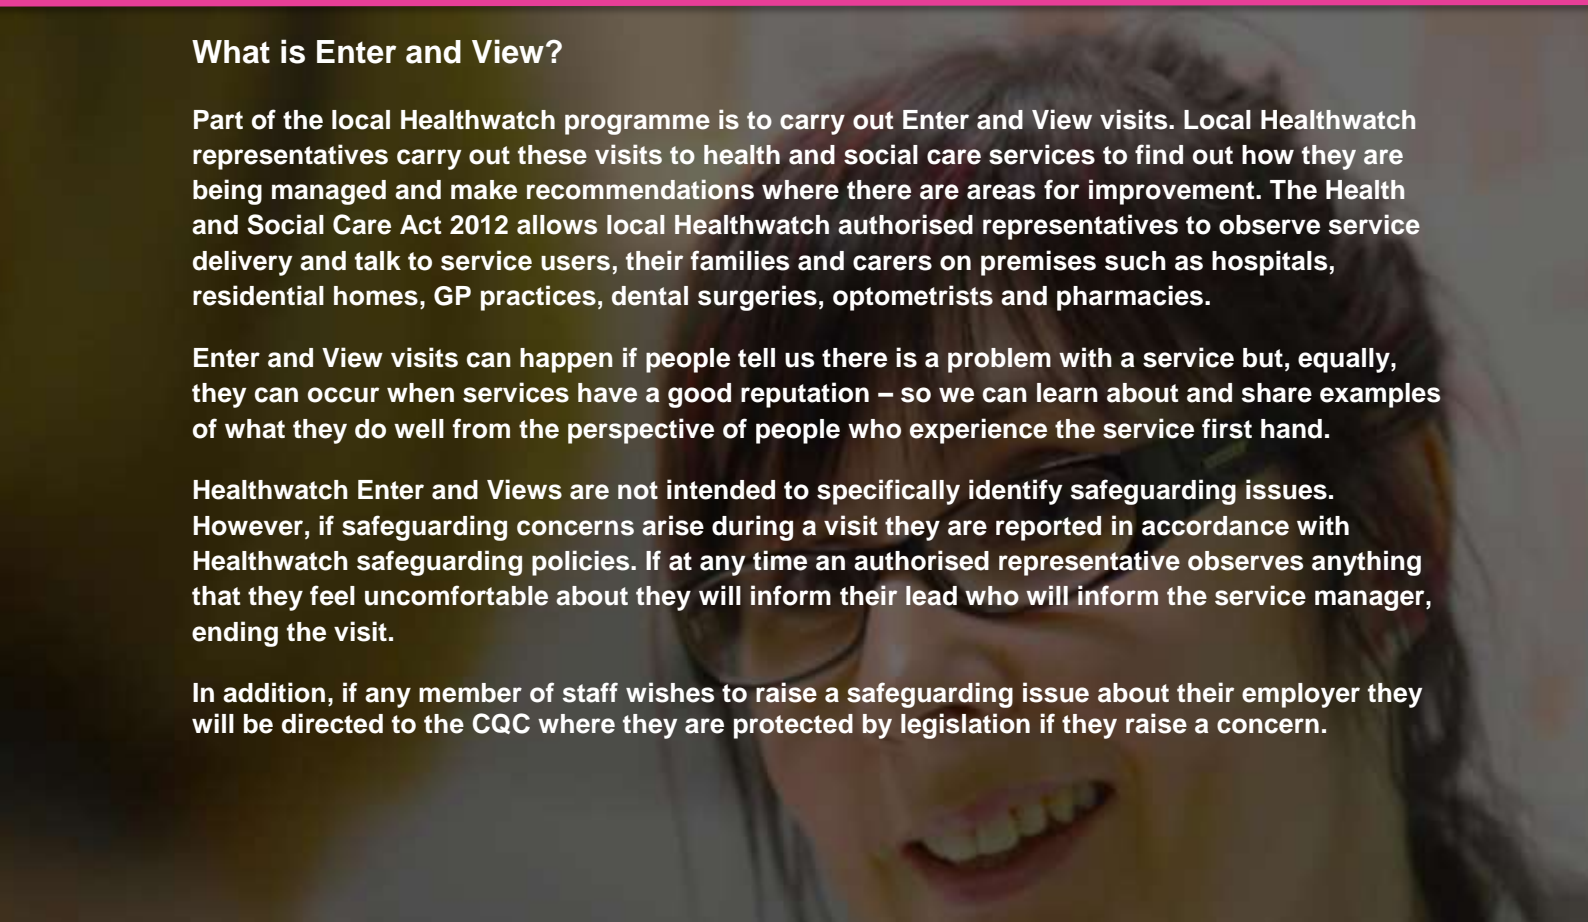 What is Enter and View?
Part of the local Healthwatch programme is to carry out Enter and View visits. Local Healthwatch
representatives carry out these visits to health and social care services to find out how they are
being managed and make recommendations where there are areas for improvement. The Health
and Social Care Act 2012 allows local Healthwatch authorised representatives to observe service
delivery and talk to service users, their families and carers on premises such as hospitals,
residential homes, GP practices, dental surgeries, optometrists and pharmacies.
Enter and View visits can happen if people tell us there is a problem with a service but, equally,
they can occur when services have a good reputation – so we can learn about and share examples
of what they do well from the perspective of people who experience the service first hand.
Healthwatch Enter and Views are not intended to specifically identify safeguarding issues.
However, if safeguarding concerns arise during a visit they are reported in accordance with
Healthwatch safeguarding policies. If at any time an authorised representative observes anything
that they feel uncomfortable about they will inform their lead who will inform the service manager,
ending the visit.
In addition, if any member of staff wishes to raise a safeguarding issue about their employer they
will be directed to the CQC where they are protected by legislation if they raise a concern.